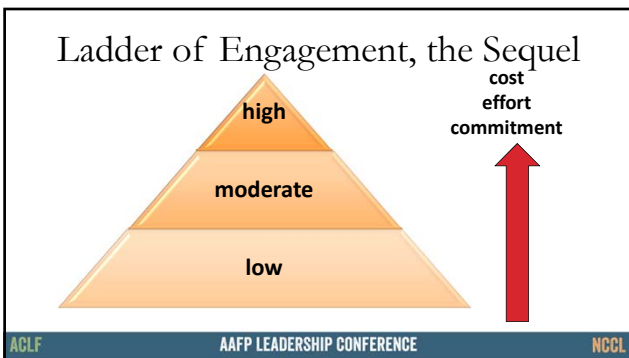 Ladder of Engagement, the Sequel
cost
effort
commitment
high
moderate
low
ACLF AAFP LEADERSHIP CONFERENCE NCCL